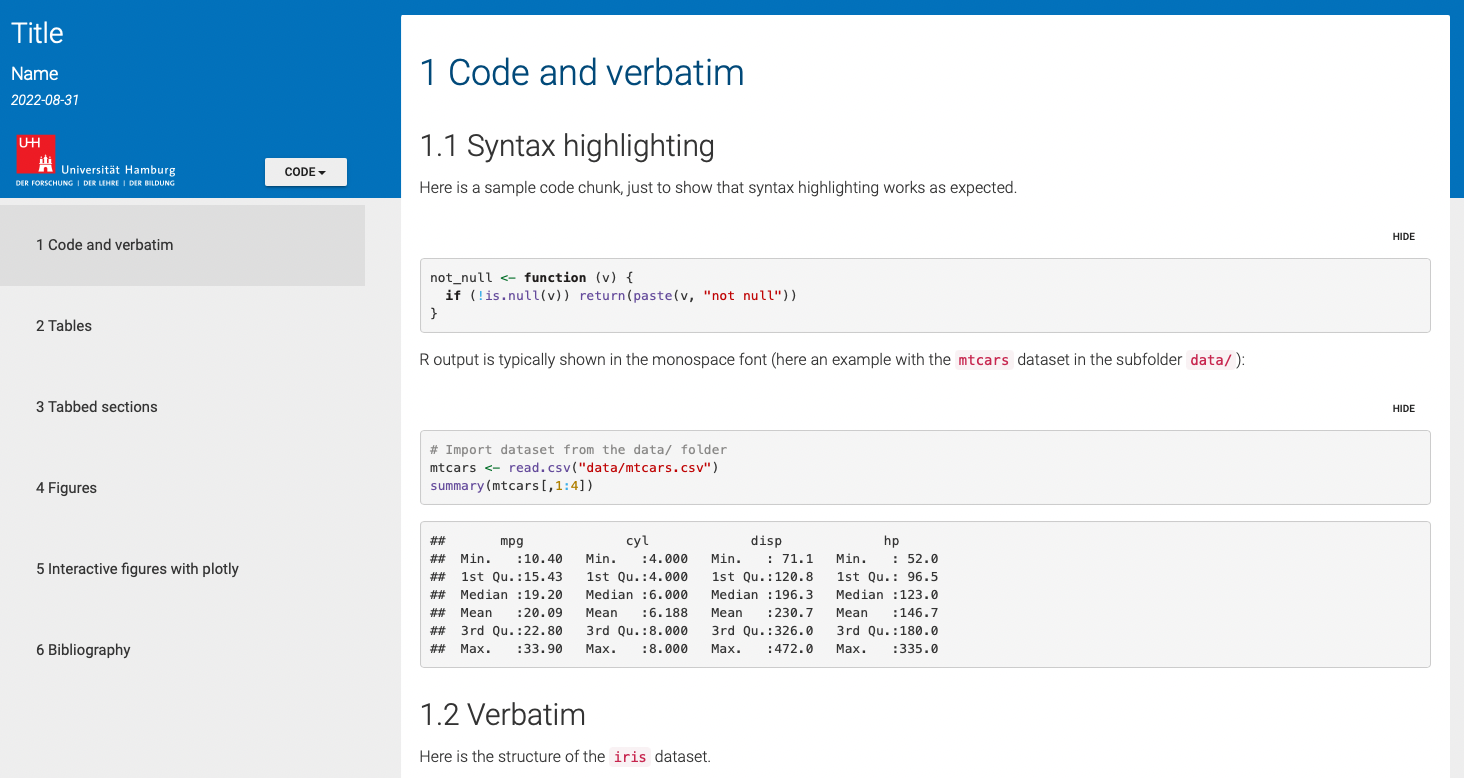 Title
Name
2022-08-31
UHH
Universität Hamburg
DER FORSCHUNG | DER LEHRE | DER BILDUNG
CODE
1 Code and verbatim
2 Tables
3 Tabbed sections
4 Figures
5 Interactive figures with plotly
6 Bibliography
1 Code and verbatim
1.1 Syntax highlighting
Here is a sample code chunk, just to show that syntax highlighting works as expected.
HIDE
not_null <- function (v) {
  if (!is.null(v)) return(paste(v, "not null"))
}
R output is typically shown in the monospace font (here an example with the mtcars dataset in the subfolder data/ ):
HIDE
# Import dataset from the data/ folder
mtcars <- read.csv("data/mtcars.csv")
summary(mtcars[,1:4])
##       mpg             cyl             disp             hp
##  Min.   :10.40   Min.   :4.000   Min.   : 71.1   Min.   : 52.0
##  1st Qu.:15.43   1st Qu.:4.000   1st Qu.:120.8   1st Qu.: 96.5
##  Median :19.20   Median :6.000   Median :196.3   Median :123.0
##  Mean   :20.09   Mean   :6.188   Mean   :230.7   Mean   :146.7
##  3rd Qu.:22.80   3rd Qu.:8.000   3rd Qu.:326.0   3rd Qu.:180.0
##  Max.   :33.90   Max.   :8.000   Max.   :472.0   Max.   :335.0
1.2 Verbatim
Here is the structure of the iris dataset.